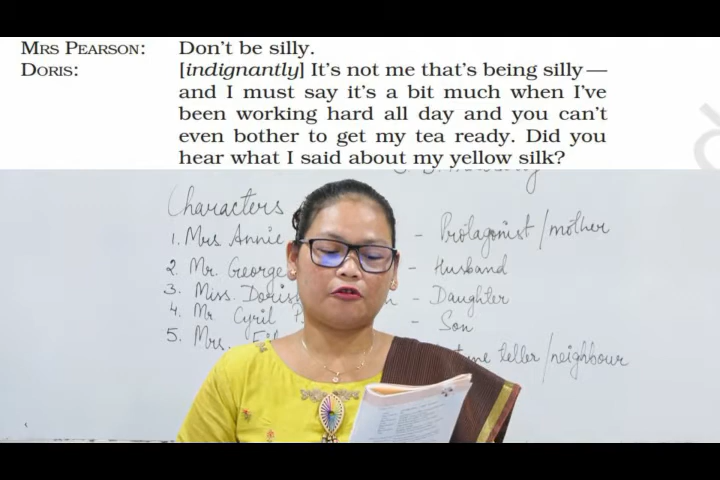 MRS PEARSON: Don't be silly.
DORIS: [indignantly] It's not me that's being silly —
and I must say it's a bit much when I've
been working hard all day and you can't
even bother to get my tea ready. Did you
hear what I said about my yellow silk?
Characters
1. Mrs Annie - Protagonist/mother
2. Mr. George - Husband
3. Miss. Doris - Daughter
4. Mr Cyril P - Son
5. Mrs. teller/neighbour